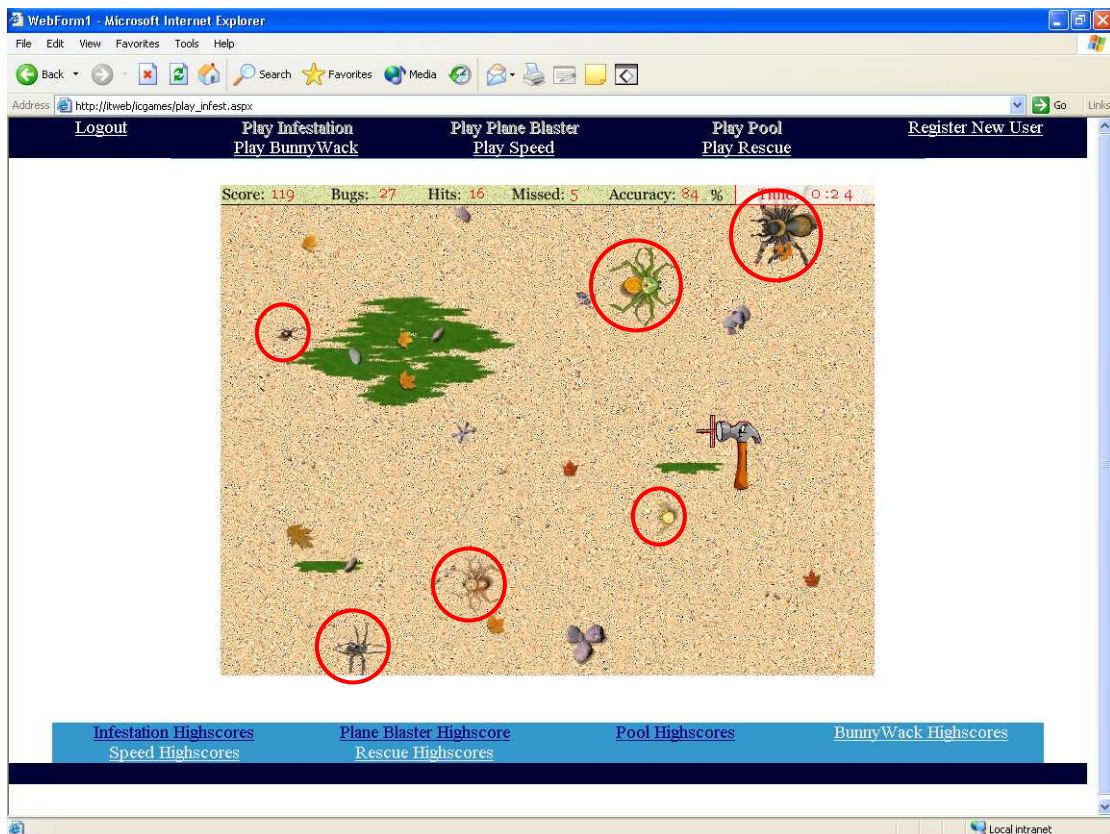 WebForm1 - Microsoft Internet Explorer
File Edit View Favorites Tools Help
Back Search Favorites Media
Address http://itweb/icgames/play_infest.aspx Go Links
Logout Play Infestation Play Plane Blaster Play Pool Register New User
Play BunnyWack Play Speed Play Rescue
Score: 119 Bugs: 27 Hits: 16 Missed: 5 Accuracy: 84 % Time: 0:24
Infestation Highscores Plane Blaster Highscore Pool Highscores BunnyWack Highscores
Speed Highscores Rescue Highscores
Local intranet